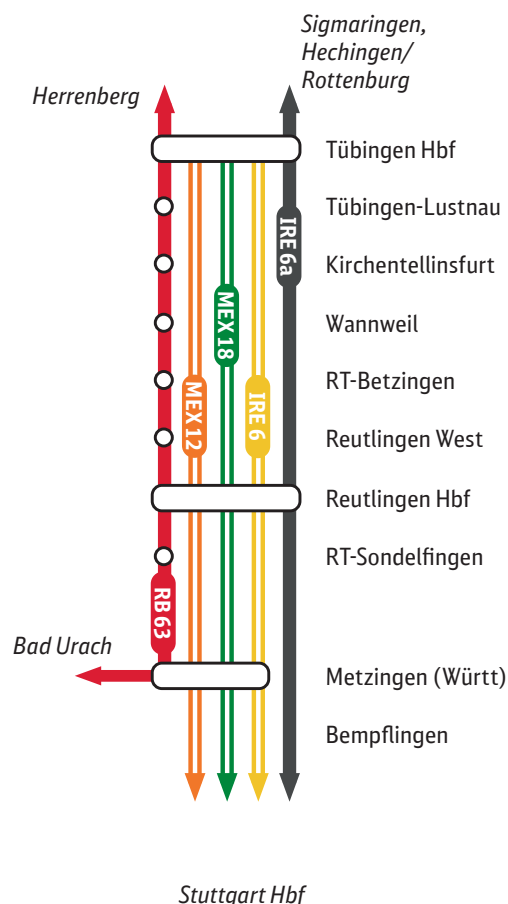 Sigmaringen,
Hechingen/
Rottenburg
Herrenberg
Tübingen Hbf
Tübingen-Lustnau
IRE 6a
Kirchentellinsfurt
MEX 18
Wannweil
RT-Betzingen
MEX 12
IRE 6
Reutlingen West
Reutlingen Hbf
RT-Sondelfingen
RB 63
Bad Urach
Metzingen (Württ)
Bempflingen
Stuttgart Hbf